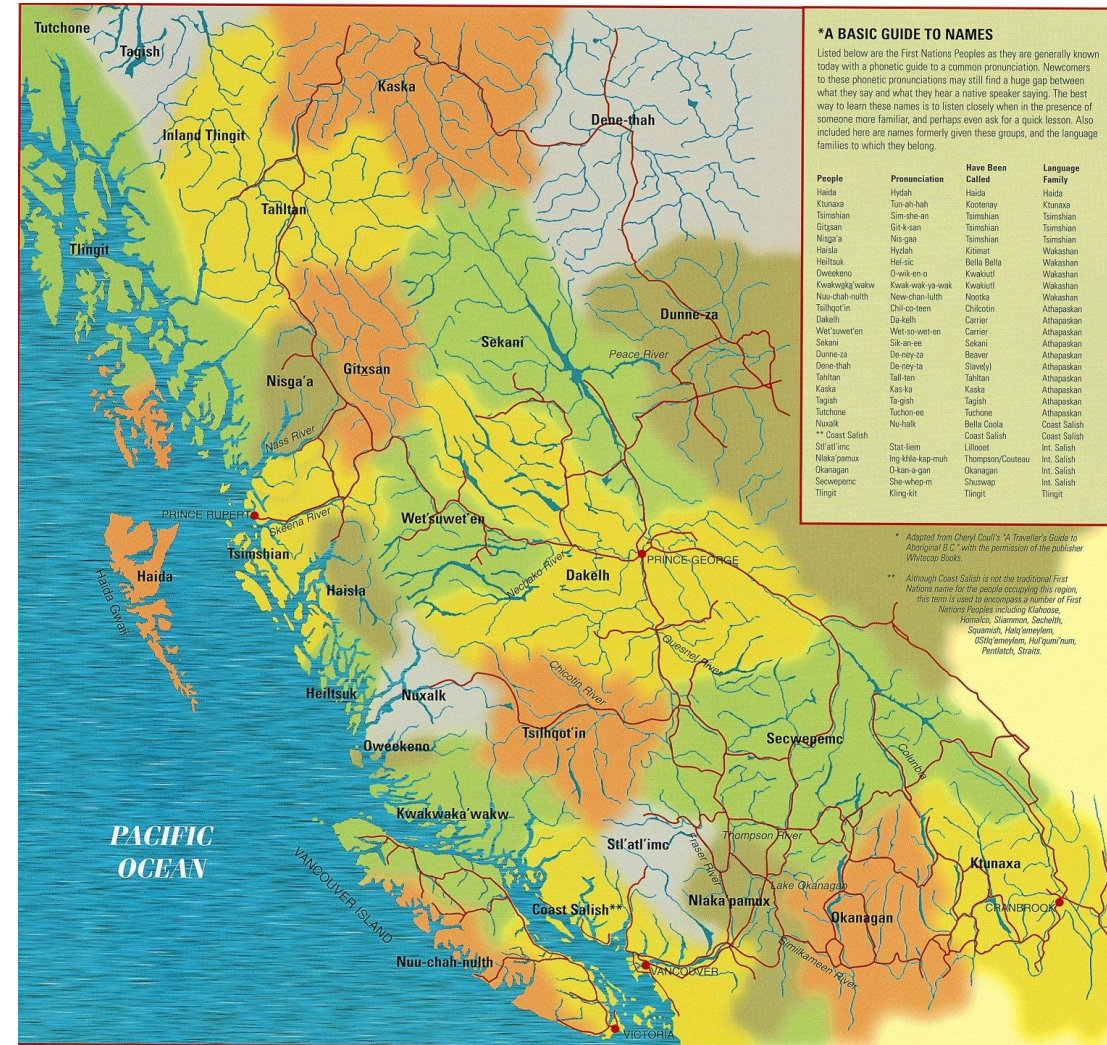 Tutchone
Tagish
Kaska
Inland Tlingit
Dene-thah
Tahltan
Tlingit
Dunne-za
Sekani
Peace River
Gitxsan
Nisga'a
Nass River
PRINCE RUPERT
Skeena River
Wet'suwet'en
Tsimshian
Nechako River
Dakelh
PRINCE GEORGE
Haida
Haida Gwaii
Haisla
Quesnel River
Chicotin River
Heiltsuk
Nuxalk
Tsilhqot'in
Oweekeno
Secwepemc
Columbia
Kwakwaka'wakw
PACIFIC
OCEAN
Stl'atl'imc
Fraser River
Thompson River
Ktunaxa
VANCOUVER ISLAND
Lake Okanagan
Nlaka pamux
Okanagan
CRANBROOK
Coast Salish**
Similkameen River
Nuu-chah-nulth
VANCOUVER
VICTORIA
*A BASIC GUIDE TO NAMES
Listed below are the First Nations Peoples as they are generally known
today with a phonetic guide to a common pronunciation. Newcomers
to these phonetic pronunciations may still find a huge gap between
what they say and what they hear a native speaker saying. The best
way to learn these names is to listen closely when in the presence of
someone more familiar, and perhaps even ask for a quick lesson. Also
included here are names formerly given these groups, and the language
families to which they belong.
People Pronunciation Have Been Called Language Family
Haida Hydah Haida Haida
Ktunaxa Tun-ah-hah Kootenay Ktunaxa
Tsimshian Sim-she-an Tsimshian Tsimshian
Gitxsan Git-k-san Tsimshian Tsimshian
Nisga'a Nis-gaa Tsimshian Tsimshian
Haisla Hyzlah Kitimat Wakashan
Heiltsuk Hel-sic Bella Bella Wakashan
Oweekeno O-wik-en-o Kwakiutl Wakashan
Kwakwaka'wakw Kwak-wak-ya-wak Kwakiutl Wakashan
Nuu-chah-nulth New-chan-lulth Nootka Wakashan
Tsilhqot'in Chil-co-teen Chilcotin Athapaskan
Dakelh Da-kelh Carrier Athapaskan
Wet'suwet'en Wet-so-wet-en Carrier Athapaskan
Sekani Sik-an-ee Sekani Athapaskan
Dunne-za De-ney-za Beaver Athapaskan
Dene-thah De-ney-ta Slave(y) Athapaskan
Tahltan Tall-ten Tahltan Athapaskan
Kaska Kas-ka Kaska Athapaskan
Tagish Ta-gish Tagish Athapaskan
Tutchone Tuchon-ee Tuchone Athapaskan
Nuxalk Nu-halk Bella Coola Coast Salish
** Coast Salish Coast Salish Coast Salish
Stl'atl'imc Stat-liem Lillooet Int. Salish
Nlaka'pamux Ing-khla-kap-muh Thompson/Couteau Int. Salish
Okanagan O-kan-a-gan Okanagan Int. Salish
Secwepemc She-whep-m Shuswap Int. Salish
Tlingit Kling-kit Tlingit Tlingit
* Adapted from Cheryl Coull's "A Traveller's Guide to
Aboriginal B.C." with the permission of the publisher
Whitecap Books.
** Although Coast Salish is not the traditional First
Nations name for the people occupying this region,
this term is used to encompass a number of First
Nations Peoples including Klahoose,
Homalco, Sliammon, Sechelth,
Squamish, Halq'emeylem,
OStlq'emeylem, Hul'qumi'num,
Pentlatch, Straits.